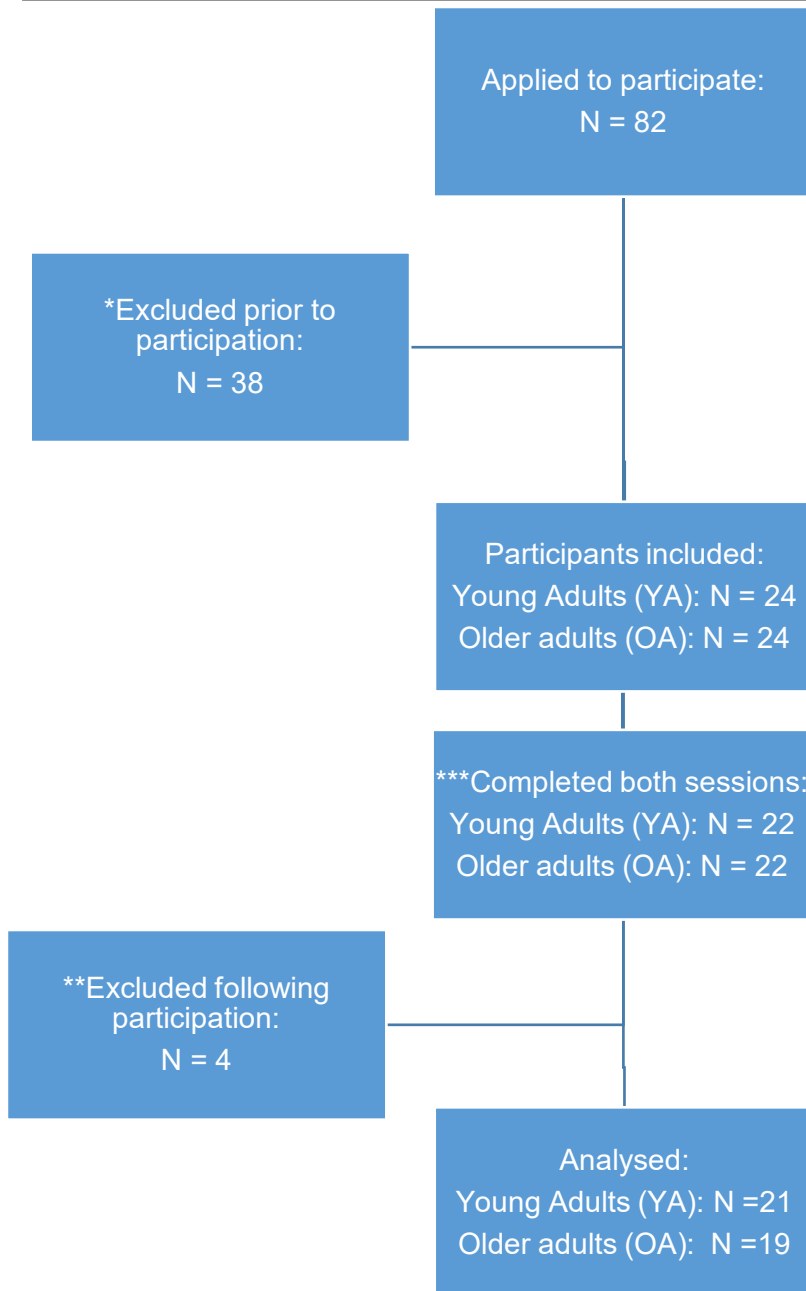 Applied to participate:
N = 82
*Excluded prior to
participation:
N = 38
Participants included:
Young Adults (YA): N = 24
Older adults (OA): N = 24
***Completed both sessions:
Young Adults (YA): N = 22
Older adults (OA): N = 22
**Excluded following
participation:
N = 4
Analysed:
Young Adults (YA): N =21
Older adults (OA):  N =19